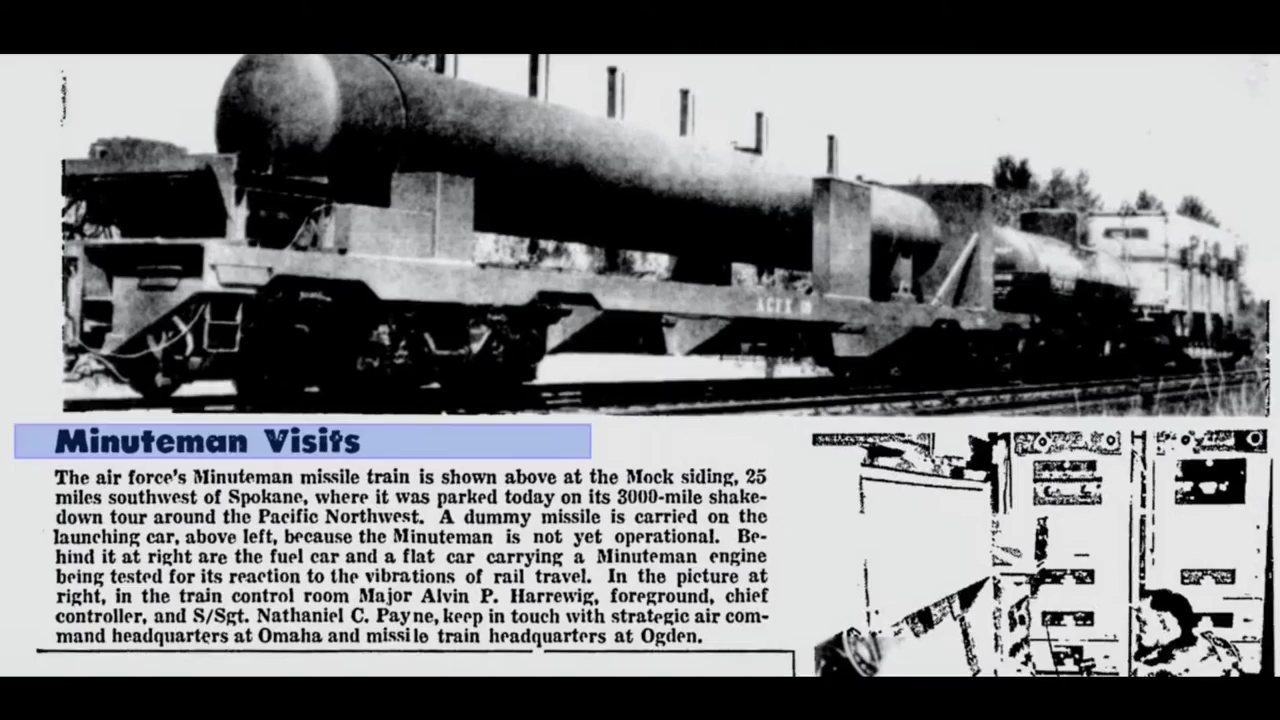 ACFX
Minuteman Visits
The air force's Minuteman missile train is shown above at the Mock siding, 25
miles southwest of Spokane, where it was parked today on its 3000-mile shake-
down tour around the Pacific Northwest. A dummy missile is carried on the
launching car, above left, because the Minuteman is not yet operational. Be-
hind it at right are the fuel car and a flat car carrying a Minuteman engine
being tested for its reaction to the vibrations of rail travel. In the picture at
right, in the train control room Major Alvin P. Harrewig, foreground, chief
controller, and S/Sgt. Nathaniel C. Payne, keep in touch with strategic air com-
mand headquarters at Omaha and missile train headquarters at Ogden.